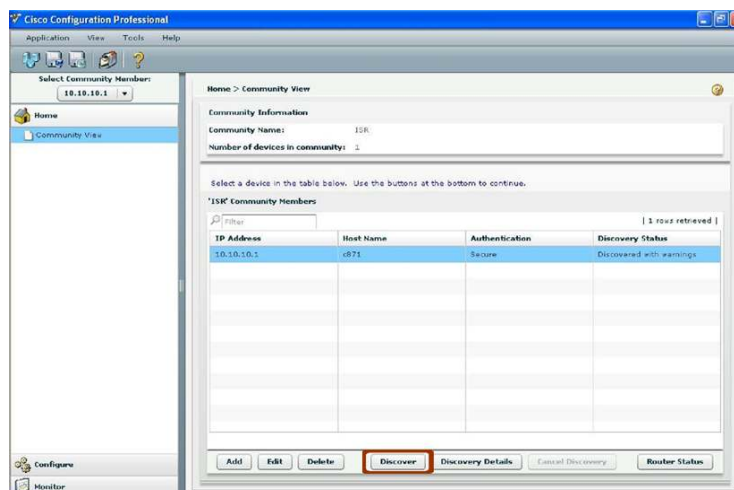 Cisco Configuration Professional
Application View Tools Help
Select Community Member:
10.10.10.1
Home
Community View
Configure
Monitor
Home > Community View
Community Information
Community Name: ISR
Number of devices in community: 1
Select a device in the table below. Use the buttons at the bottom to continue.
'ISR' Community Members
Filter [ 1 rows retrieved ]
IP Address Host Name Authentication Discovery Status
10.10.10.1 c871 Secure Discovered with warnings
Add Edit Delete Discover Discovery Details Cancel Discovery Router Status